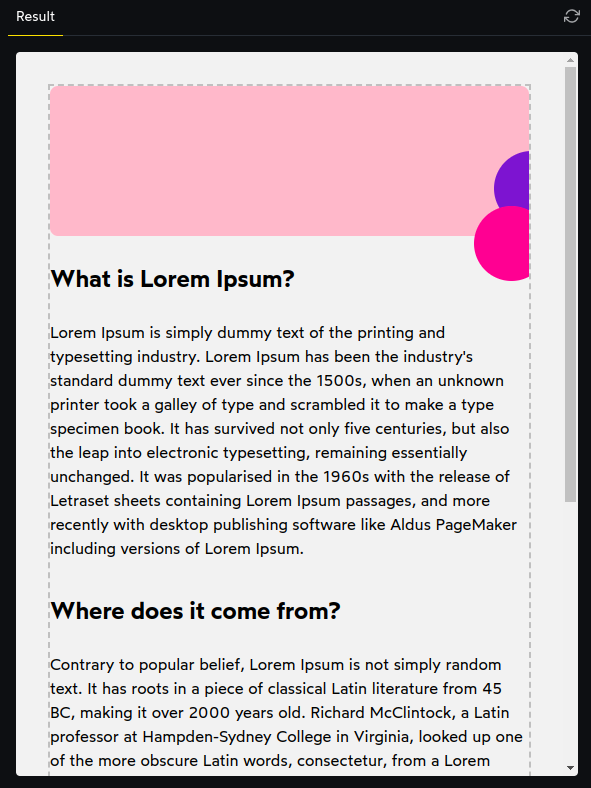 Result
What is Lorem Ipsum?
Lorem Ipsum is simply dummy text of the printing and
typesetting industry. Lorem Ipsum has been the industry's
standard dummy text ever since the 1500s, when an unknown
printer took a galley of type and scrambled it to make a type
specimen book. It has survived not only five centuries, but also
the leap into electronic typesetting, remaining essentially
unchanged. It was popularised in the 1960s with the release of
Letraset sheets containing Lorem Ipsum passages, and more
recently with desktop publishing software like Aldus PageMaker
including versions of Lorem Ipsum.
Where does it come from?
Contrary to popular belief, Lorem Ipsum is not simply random
text. It has roots in a piece of classical Latin literature from 45
BC, making it over 2000 years old. Richard McClintock, a Latin
professor at Hampden-Sydney College in Virginia, looked up one
of the more obscure Latin words, consectetur, from a Lorem